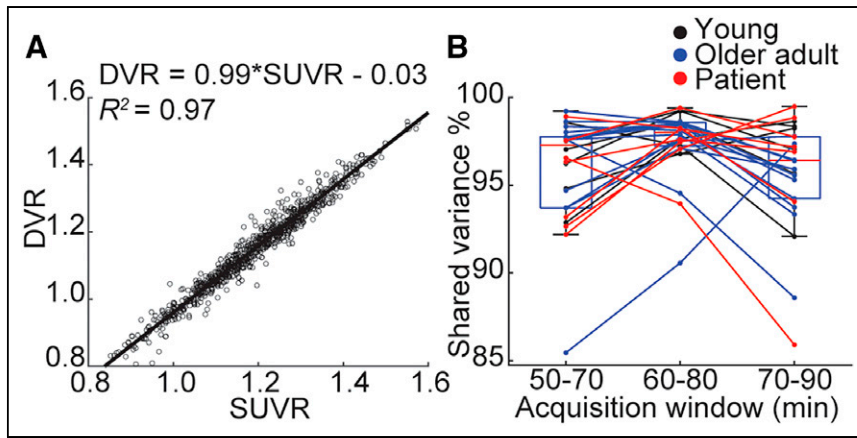 A
DVR = 0.99*SUVR - 0.03
R² = 0.97
1.6
1.4
1.2
1.0
0.8
DVR
0.8 1.0 1.2 1.4 1.6
SUVR
B
Young
Older adult
Patient
100
95
90
85
Shared variance %
50-70 60-80 70-90
Acquisition window (min)